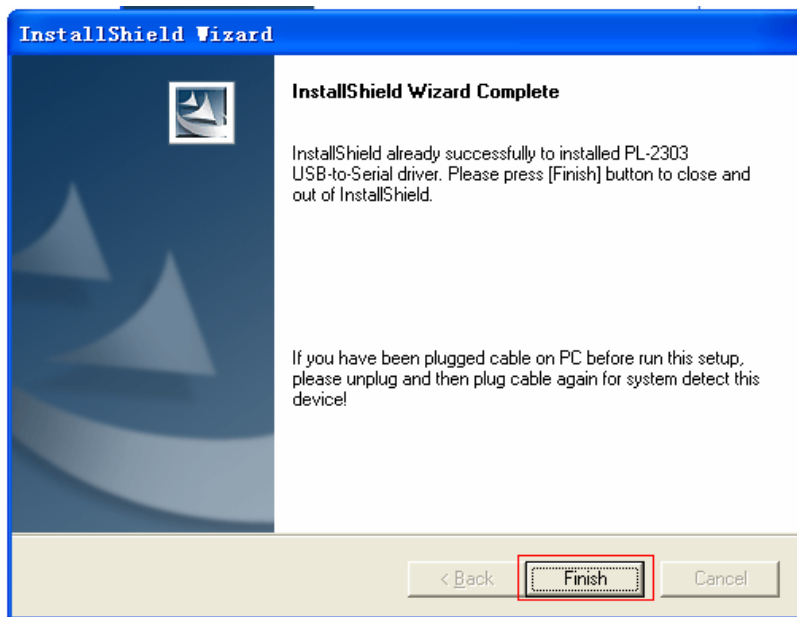 InstallShield Wizard
InstallShield Wizard Complete
InstallShield already successfully to installed PL-2303
USB-to-Serial driver. Please press [Finish] button to close and
out of InstallShield.
If you have been plugged cable on PC before run this setup,
please unplug and then plug cable again for system detect this
device!
< Back Finish Cancel